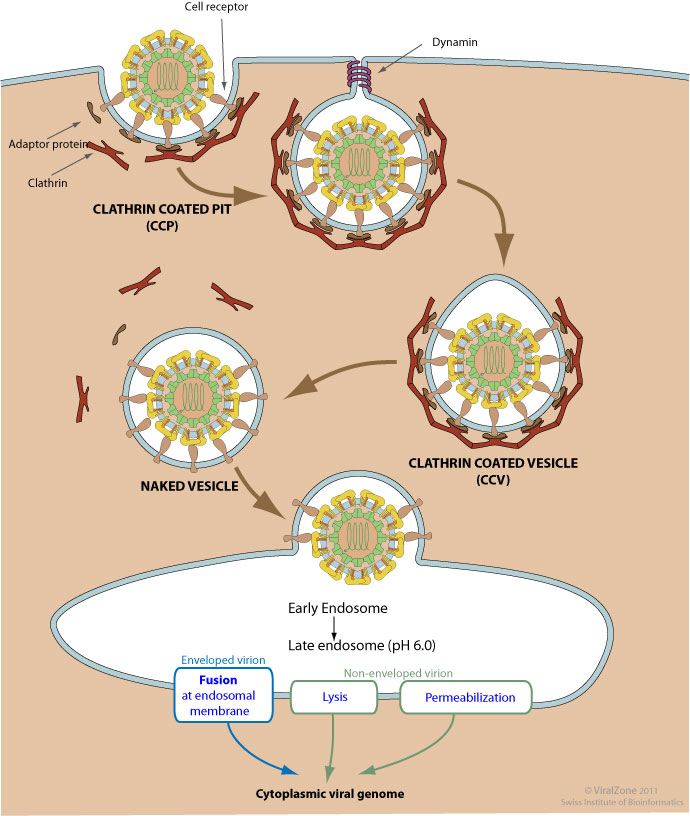 Cell receptor
Dynamin
Adaptor protein
Clathrin
CLATHRIN COATED PIT
(CCP)
CLATHRIN COATED VESICLE
(CCV)
NAKED VESICLE
Early Endosome
Late endosome (pH 6.0)
Enveloped virion
Non-enveloped virion
Fusion
at endosomal
membrane
Lysis
Permeabilization
Cytoplasmic viral genome
© ViralZone 2011
Swiss Institute of Bioinformatics